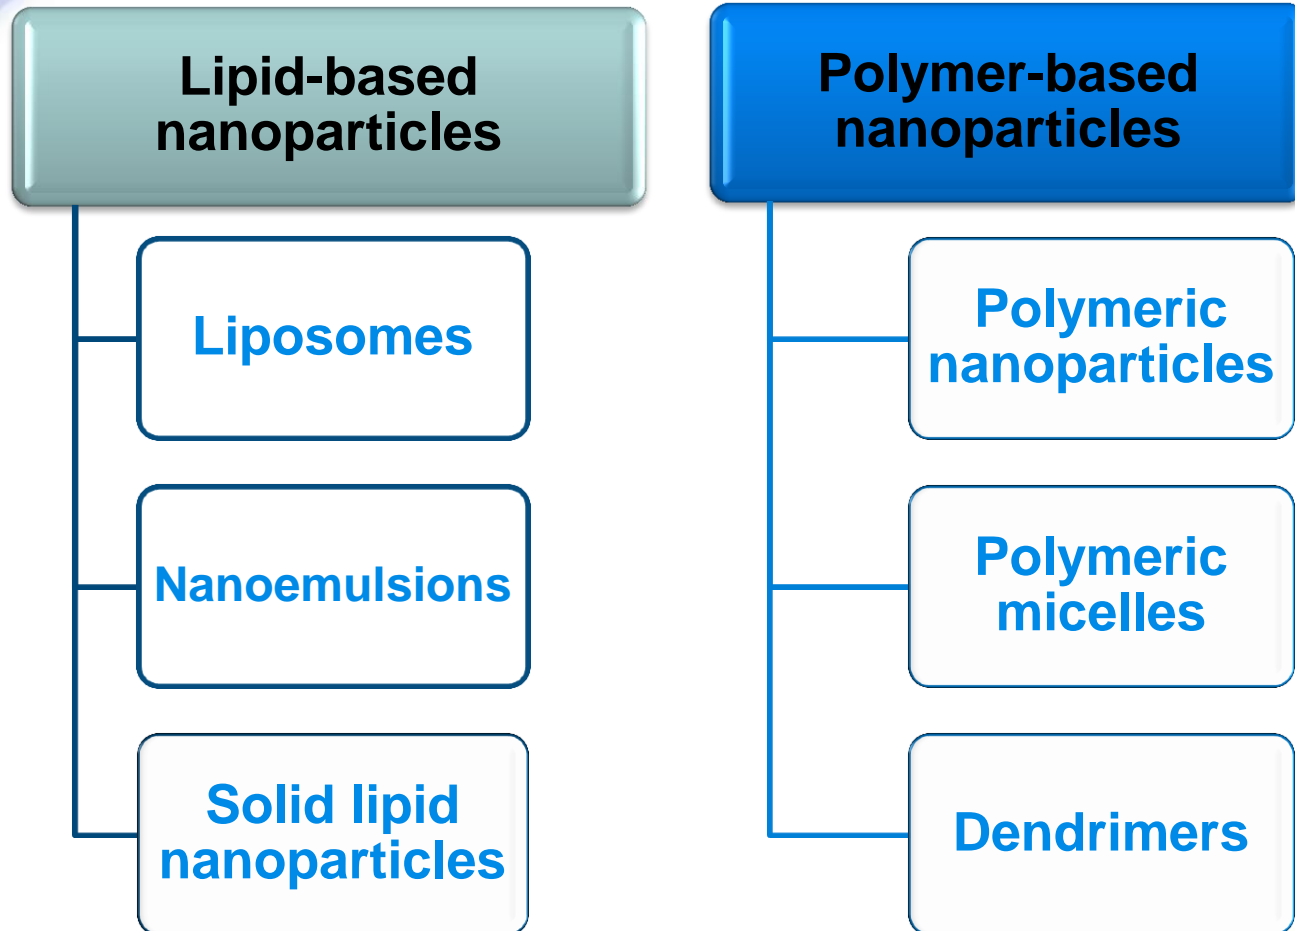 Lipid-based
nanoparticles
Liposomes
Nanoemulsions
Solid lipid
nanoparticles
Polymer-based
nanoparticles
Polymeric
nanoparticles
Polymeric
micelles
Dendrimers